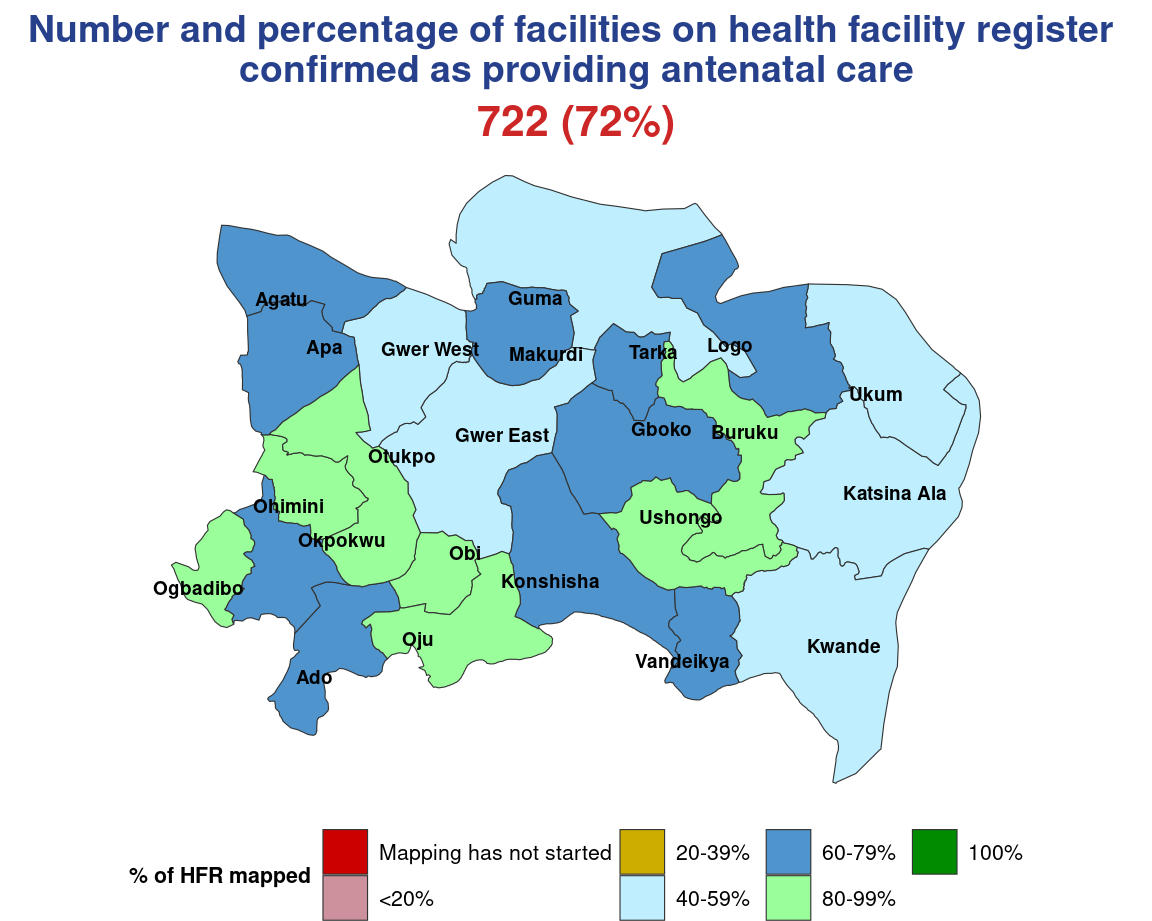 Number and percentage of facilities on health facility register
confirmed as providing antenatal care
722 (72%)
Agatu
Guma
Apa
Gwer West
Makurdi
Tarka
Logo
Ukum
Gwer East
Gboko
Buruku
Otukpo
Katsina Ala
Ohimini
Ushongo
Okpokwu
Obi
Ogbadibo
Konshisha
Oju
Kwande
Vandeikya
Ado
% of HFR mapped
Mapping has not started
<20%
20-39%
40-59%
60-79%
80-99%
100%